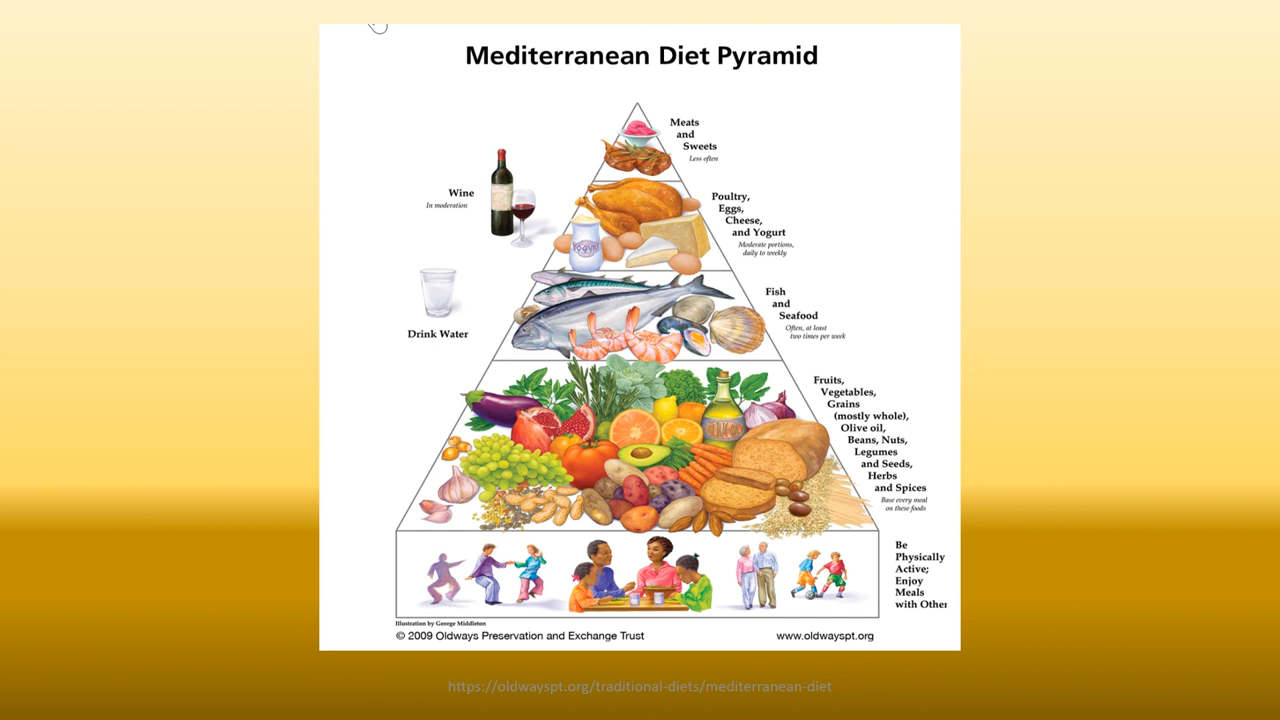 Mediterranean Diet Pyramid
Meats
and
Sweets
Less often
Wine
In moderation
Poultry,
Eggs,
Cheese,
and Yogurt
Moderate portions,
daily to weekly
YOGURT
Drink Water
Fish
and
Seafood
Often, at least
two times per week
Fruits,
Vegetables,
Grains
(mostly whole),
Olive oil,
Beans, Nuts,
Legumes
and Seeds,
Herbs
and Spices
Base every meal
on these foods
Be
Physically
Active;
Enjoy
Meals
with Other
Illustration by George Middleton
© 2009 Oldways Preservation and Exchange Trust
www.oldwayspt.org
https://oldwayspt.org/traditional-diets/mediterranean-diet